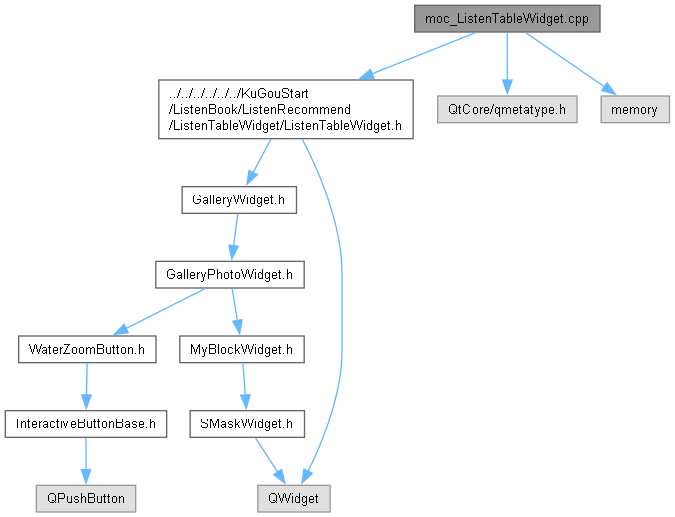 moc_ListenTableWidget.cpp
../../../../../../KuGouStart
/ListenBook/ListenRecommend
/ListenTableWidget/ListenTableWidget.h
QtCore/qmetatype.h
memory
GalleryWidget.h
GalleryPhotoWidget.h
WaterZoomButton.h
MyBlockWidget.h
InteractiveButtonBase.h
SMaskWidget.h
QPushButton
QWidget